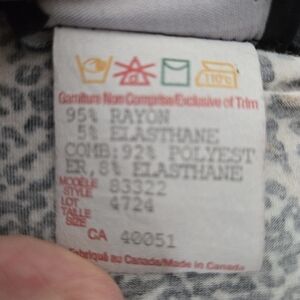 Garniture Non Comprise/Exclusive of Trim
95% RAYON
5% ELASTHANE
COMB:92% POLYEST
ER, 8% ELASTHANE
MODÈLE
STYLE 83322
LOT 4724
TAILLE
SIZE
CA 40051
Fabriqué au Canada/Made in Canada